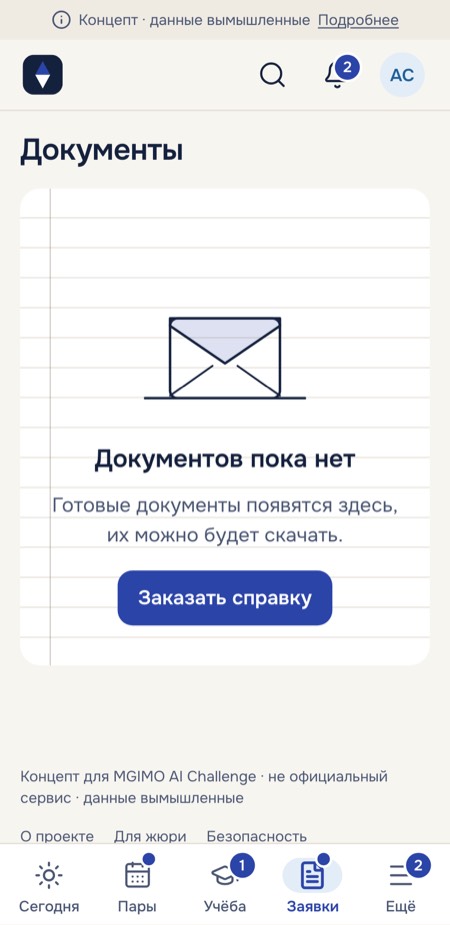 Концепт · данные вымышленные Подробнее
2
АС
Документы
Документов пока нет
Готовые документы появятся здесь,
их можно будет скачать.
Заказать справку
Концепт для MGIMO AI Challenge · не официальный
сервис · данные вымышленные
О проекте Для жюри Безопасность
1 2
Сегодня Пары Учёба Заявки Ещё